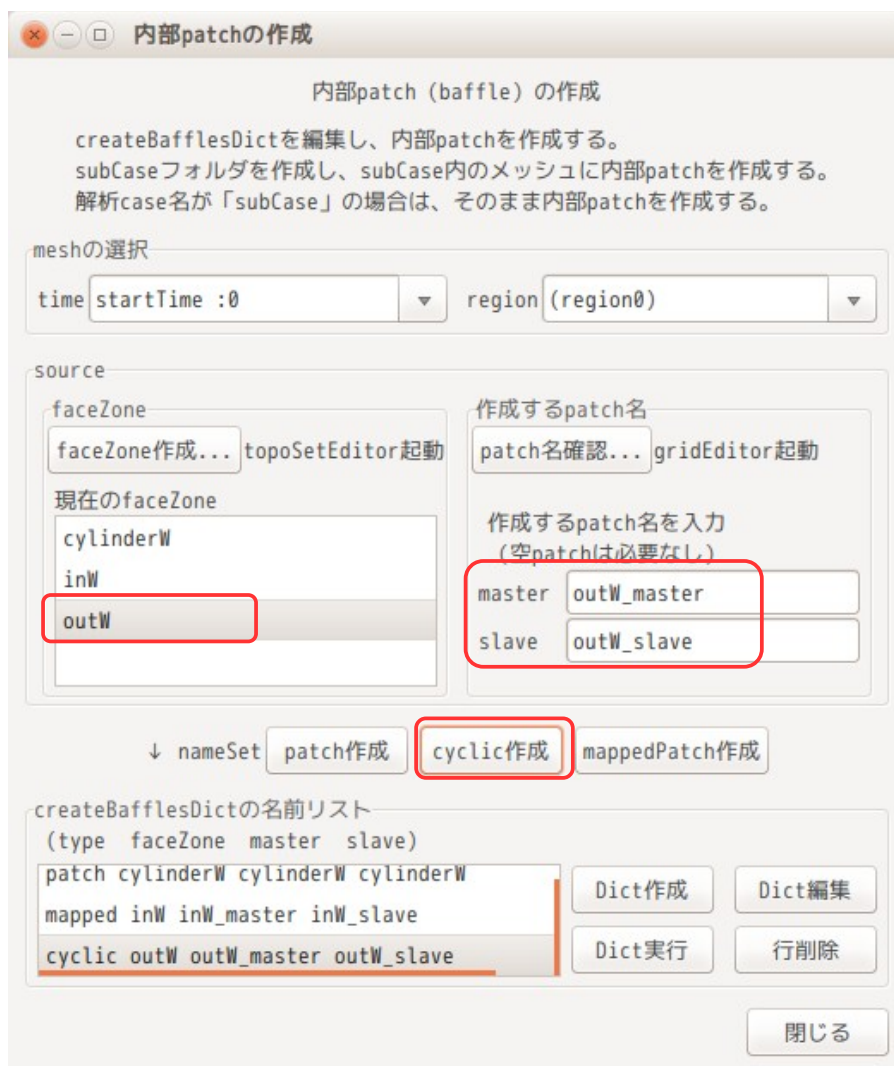 内部patchの作成
内部patch (baffle) の作成
createBafflesDictを編集し、内部patchを作成する。
subCaseフォルダを作成し、subCase内のメッシュに内部patchを作成する。
解析case名が「subCase」の場合は、そのまま内部patchを作成する。
meshの選択
time startTime :0 region (region0)
source
faceZone
faceZone作成... topoSetEditor起動
現在のfaceZone
cylinderW
inW
outW
作成するpatch名
patch名確認... gridEditor起動
作成するpatch名を入力
(空patchは必要なし)
master outW_master
slave outW_slave
↓ nameSet patch作成 cyclic作成 mappedPatch作成
createBafflesDictの名前リスト
(type faceZone master slave)
patch cylinderW cylinderW cylinderW
mapped inW inW_master inW_slave
cyclic outW outW_master outW_slave
Dict作成 Dict編集
Dict実行 行削除
閉じる